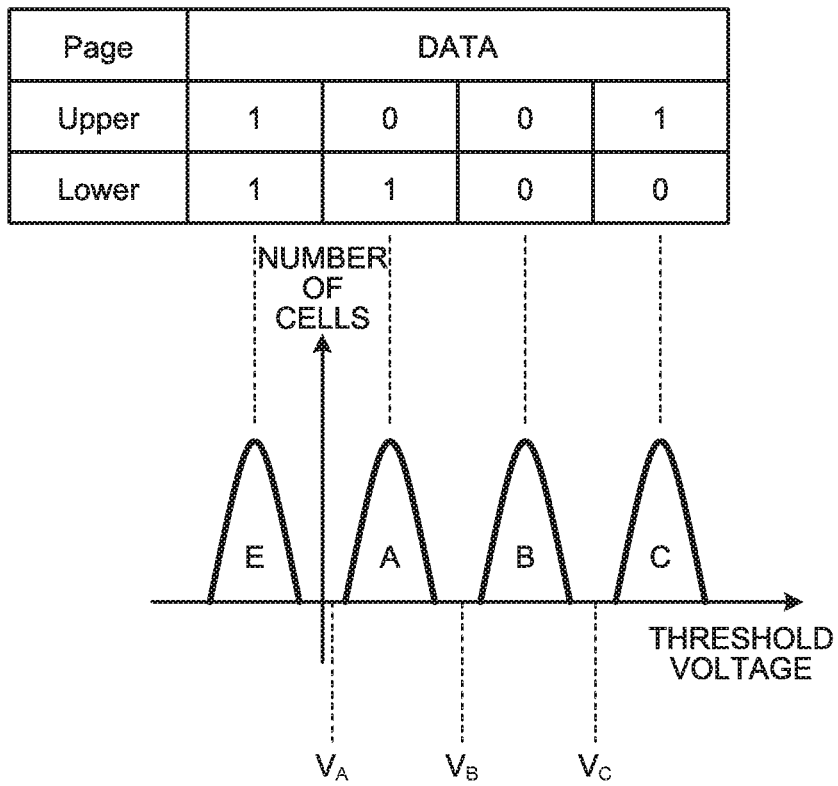 Page DATA
Upper 1 0 0 1
Lower 1 1 0 0
NUMBER
OF
CELLS
E A B C
THRESHOLD
VOLTAGE
VA VB VC